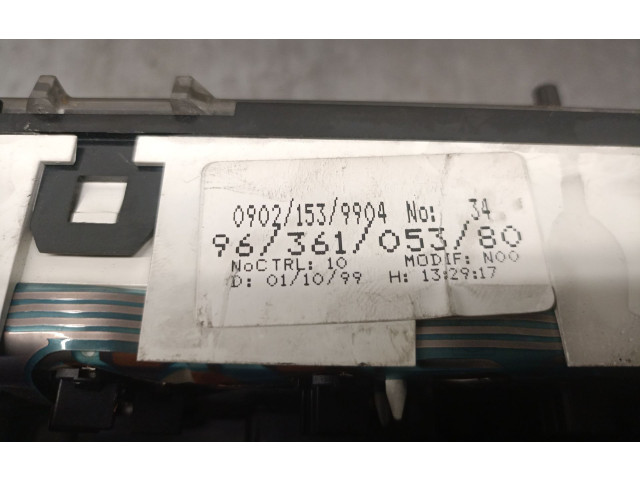 0902/153/9904 No: 34
96/361/053/80
NoCTRL: 10 MODIF: N00
D: 01/10/99 H: 13:29:17